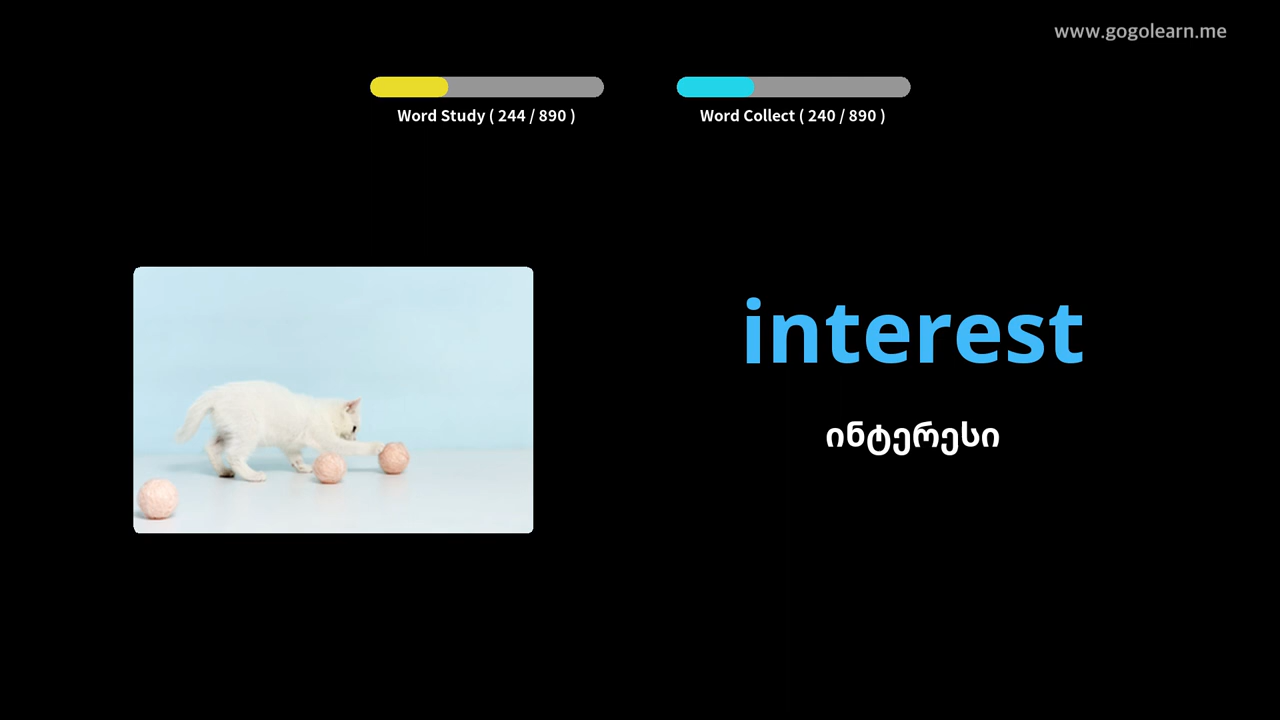 www.gogolearn.me
Word Study ( 244 / 890 )
Word Collect ( 240 / 890 )
interest
ინტერესი